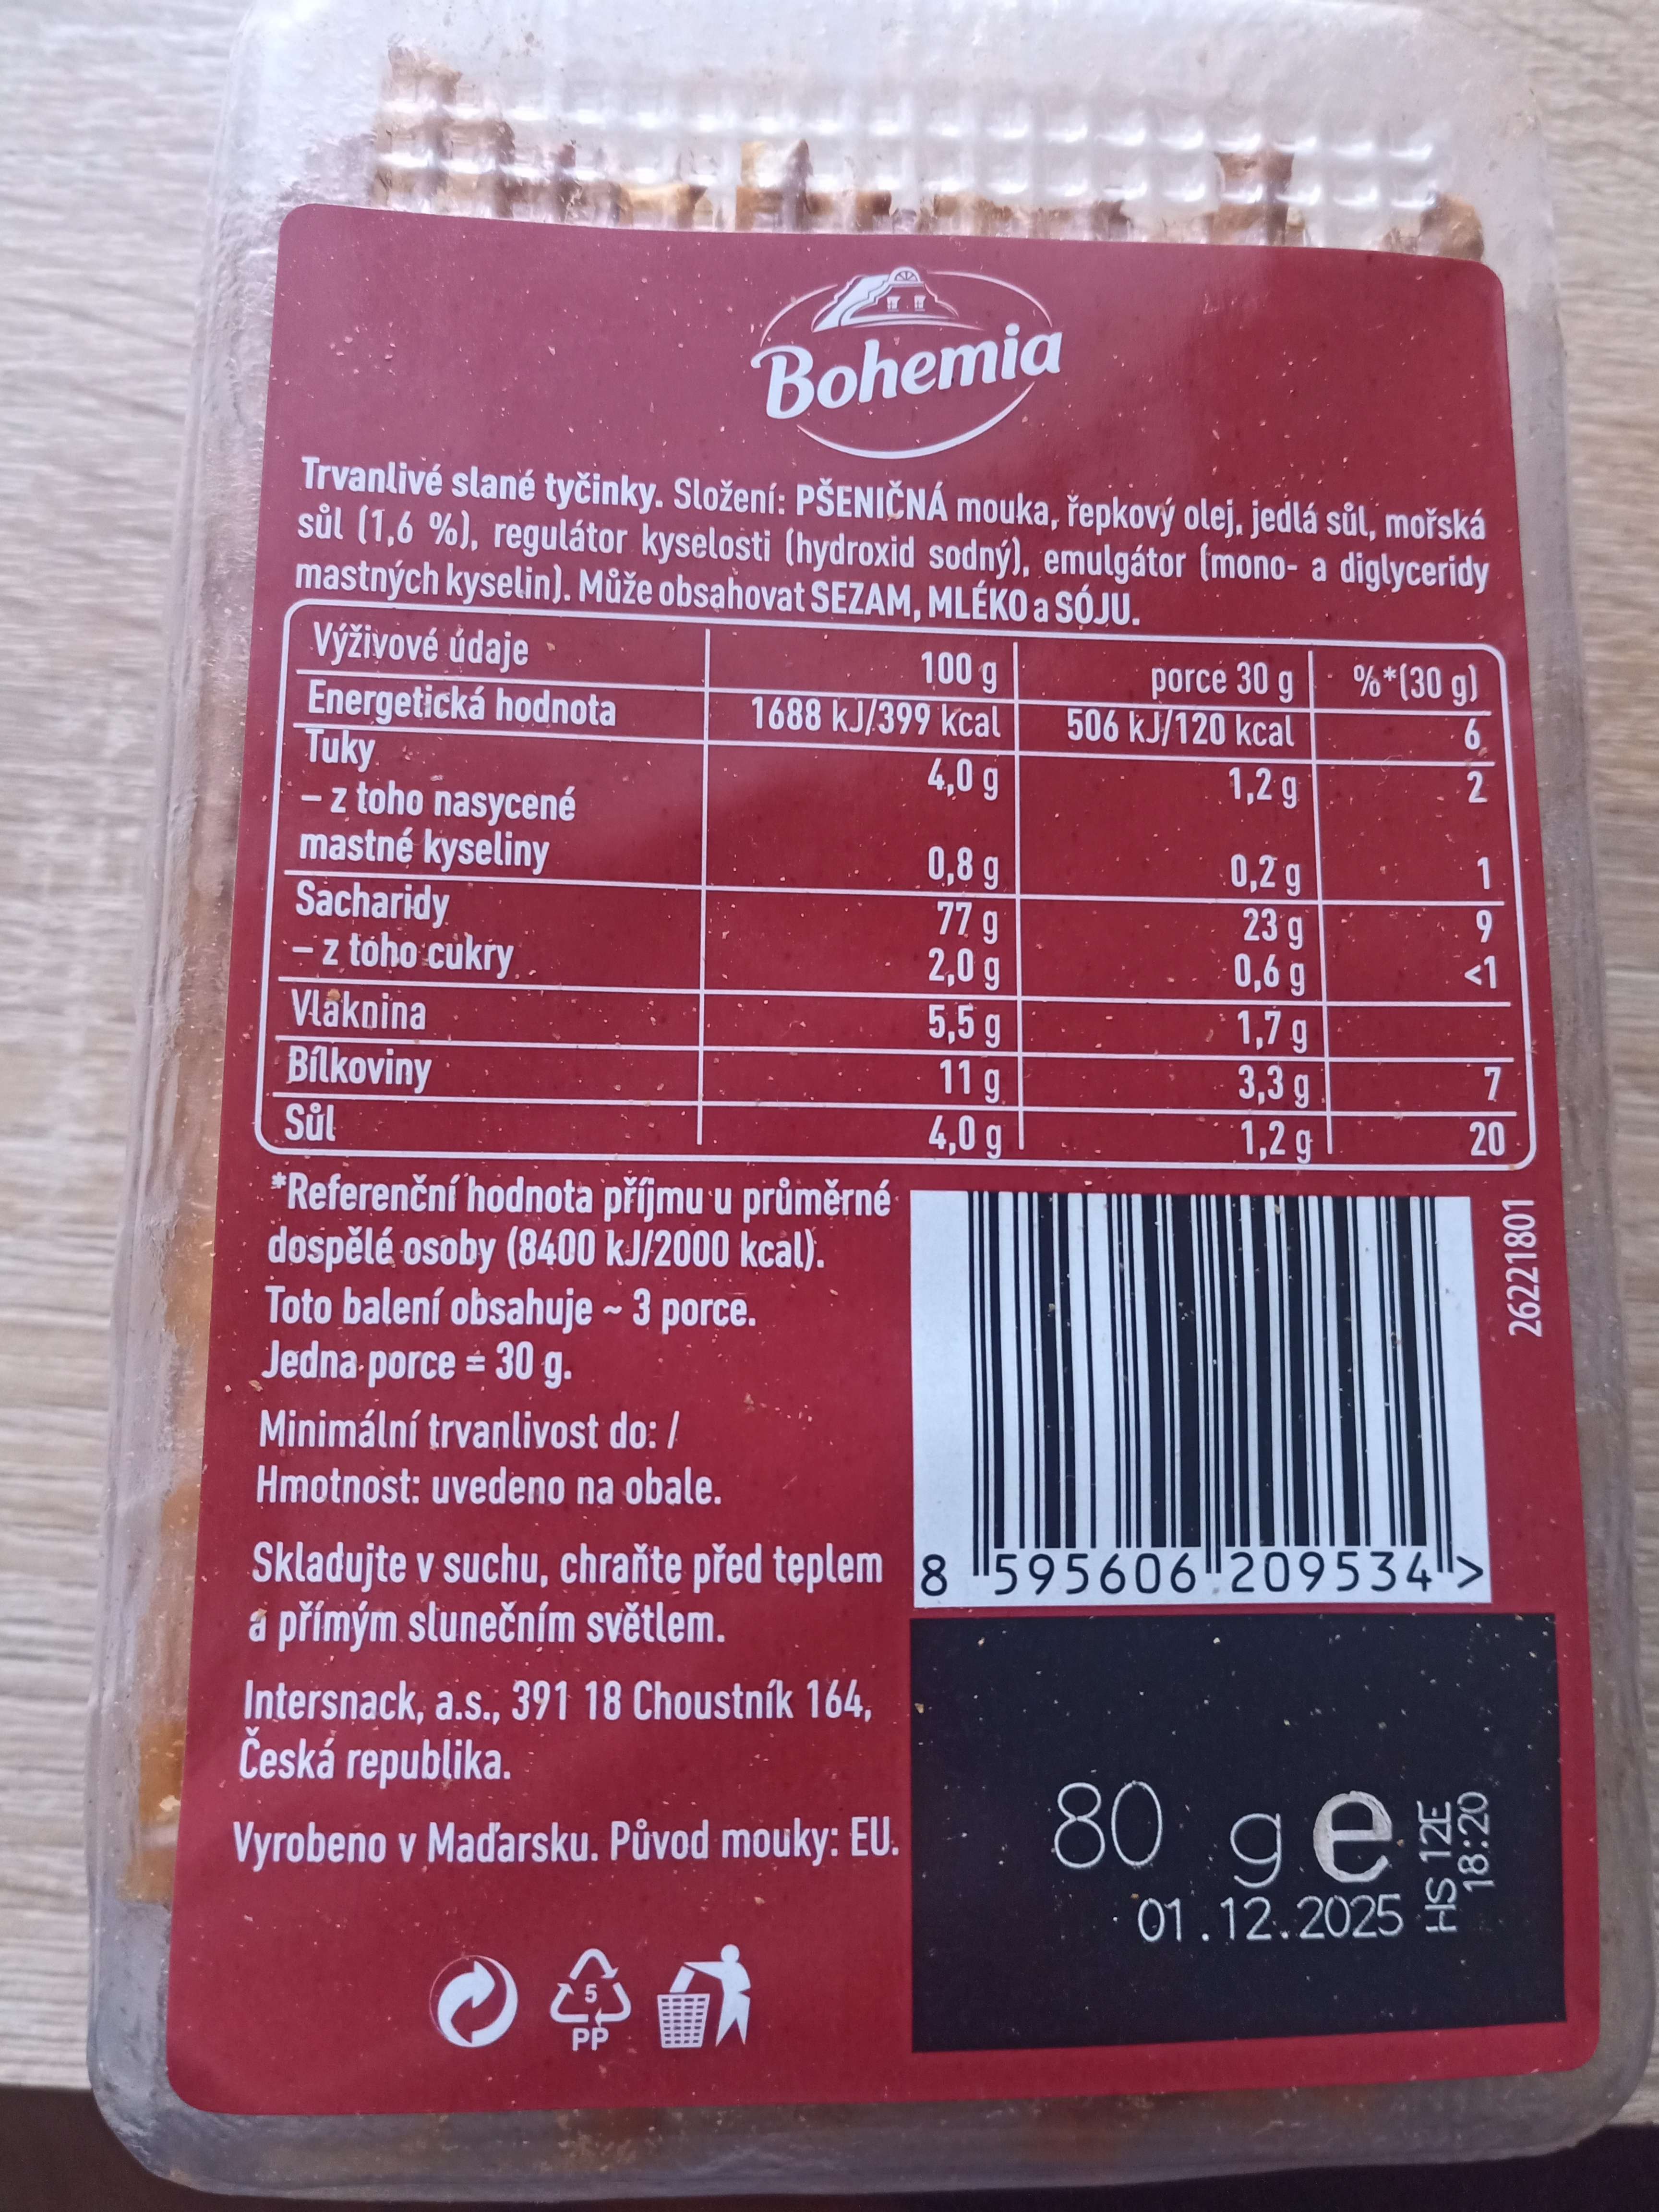 Bohemia
Trvanlivé slané tyčinky. Složení: PŠENIČNÁ mouka, řepkový olej, jedlá sůl, mořská
sůl (1,6 %), regulátor kyselosti (hydroxid sodný), emulgátor (mono- a diglyceridy
mastných kyselin). Může obsahovat SEZAM, MLÉKO a SÓJU.
Výživové údaje 100 g porce 30 g %*(30 g)
Energetická hodnota 1688 kJ/399 kcal 506 kJ/120 kcal 6
Tuky 4,0 g 1,2 g 2
– z toho nasycené
mastné kyseliny 0,8 g 0,2 g 1
Sacharidy 77 g 23 g 9
– z toho cukry 2,0 g 0,6 g <1
Vláknina 5,5 g 1,7 g
Bílkoviny 11 g 3,3 g 7
Sůl 4,0 g 1,2 g 20
*Referenční hodnota příjmu u průměrné
dospělé osoby (8400 kJ/2000 kcal).
Toto balení obsahuje ~ 3 porce.
Jedna porce = 30 g.
Minimální trvanlivost do: /
Hmotnost: uvedeno na obale.
Skladujte v suchu, chraňte před teplem
a přímým slunečním světlem.
Intersnack, a.s., 391 18 Choustník 164,
Česká republika.
Vyrobeno v Maďarsku. Původ mouky: EU.
5
PP
26221801
8 595606 209534 >
80 g e
01.12.2025
HS 12E
18:20